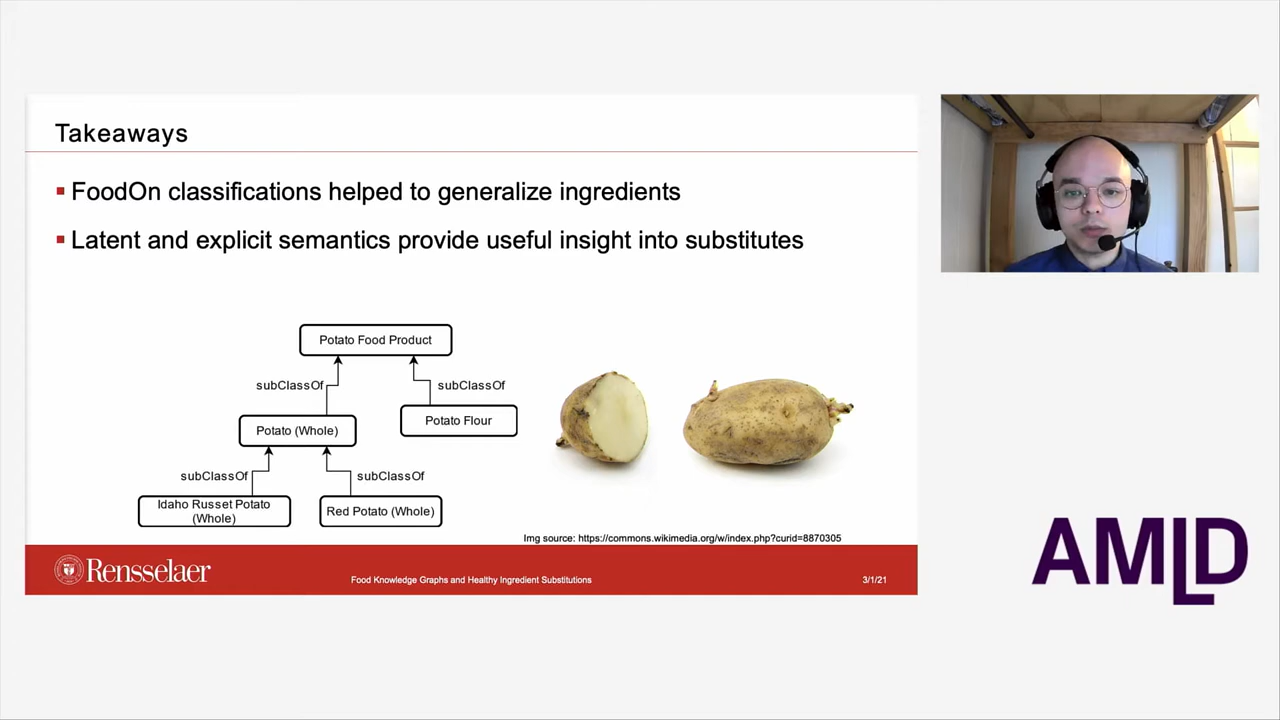 Takeaways
FoodOn classifications helped to generalize ingredients
Latent and explicit semantics provide useful insight into substitutes
Potato Food Product
subClassOf
subClassOf
Potato (Whole)
Potato Flour
subClassOf
subClassOf
Idaho Russet Potato
(Whole)
Red Potato (Whole)
Img source: https://commons.wikimedia.org/w/index.php?curid=8870305
Rensselaer
Food Knowledge Graphs and Healthy Ingredient Substitutions
3/1/21
AMLD